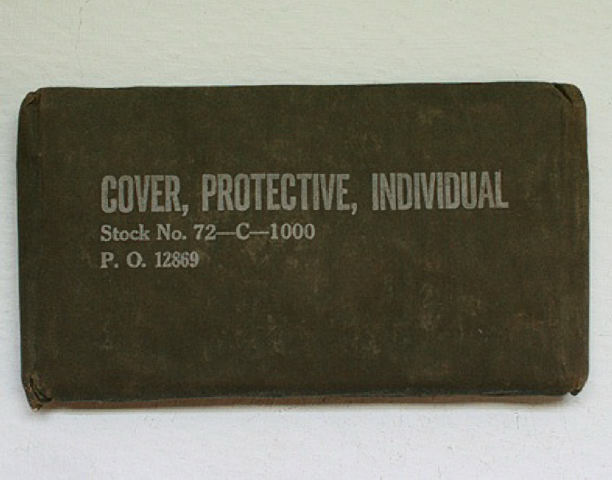 COVER, PROTECTIVE, INDIVIDUAL
Stock No. 72—C—1000
P. O. 12869